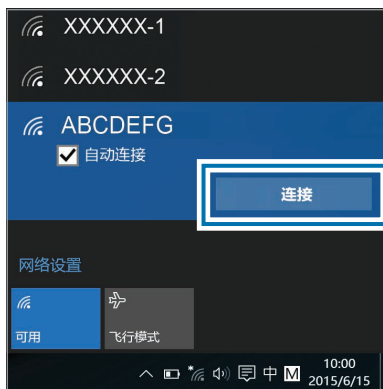 XXXXXX-1
XXXXXX-2
ABCDEFG
自动连接
连接
网络设置
可用
飞行模式
中 M
10:00
2015/6/15